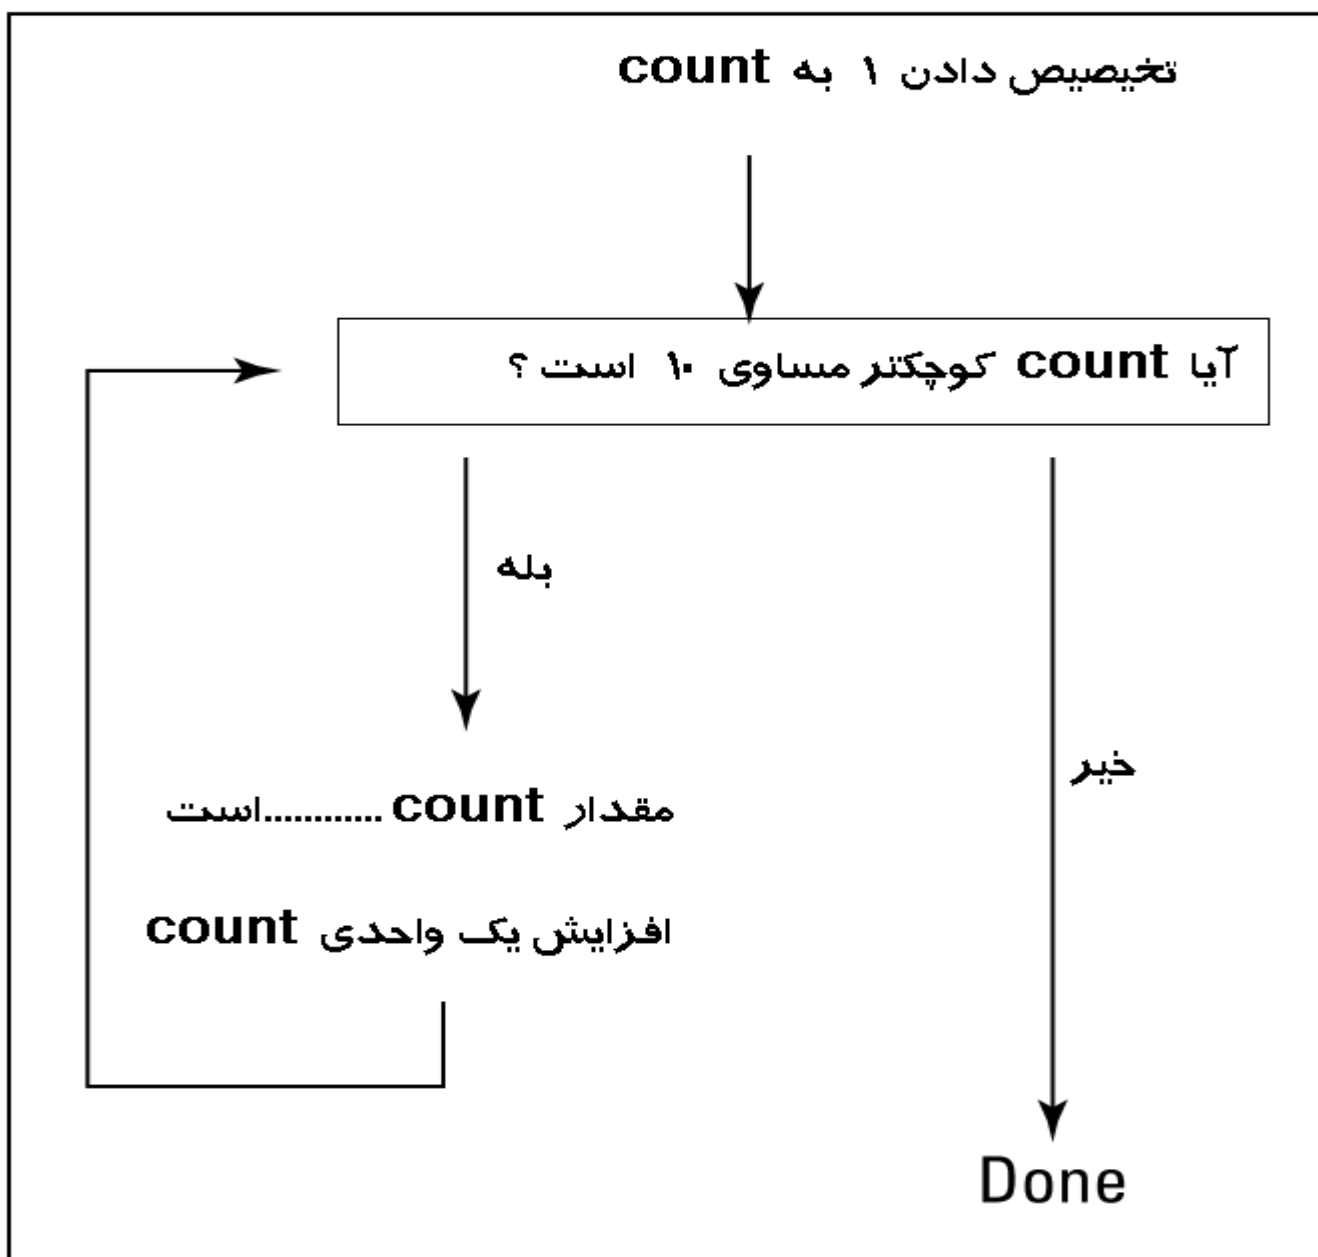 تخیصیص دادن ۱ به count
آیا count کوچکتر مساوی ۱۰ است ؟
بله
خیر
مقدار count ............است
افزایش یک واحدی count
Done